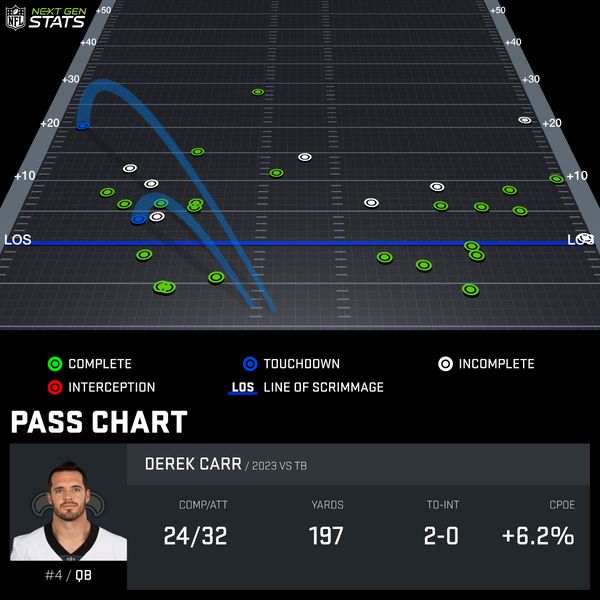 NFL NEXT GEN STATS
+50 +50
+40 +40
+30 +30
+20 +20
+10 +10
LOS LOS
COMPLETE TOUCHDOWN INCOMPLETE
INTERCEPTION LOS LINE OF SCRIMMAGE
PASS CHART
DEREK CARR / 2023 VS TB
COMP/ATT YARDS TD-INT CPOE
24/32 197 2-0 +6.2%
#4 / QB